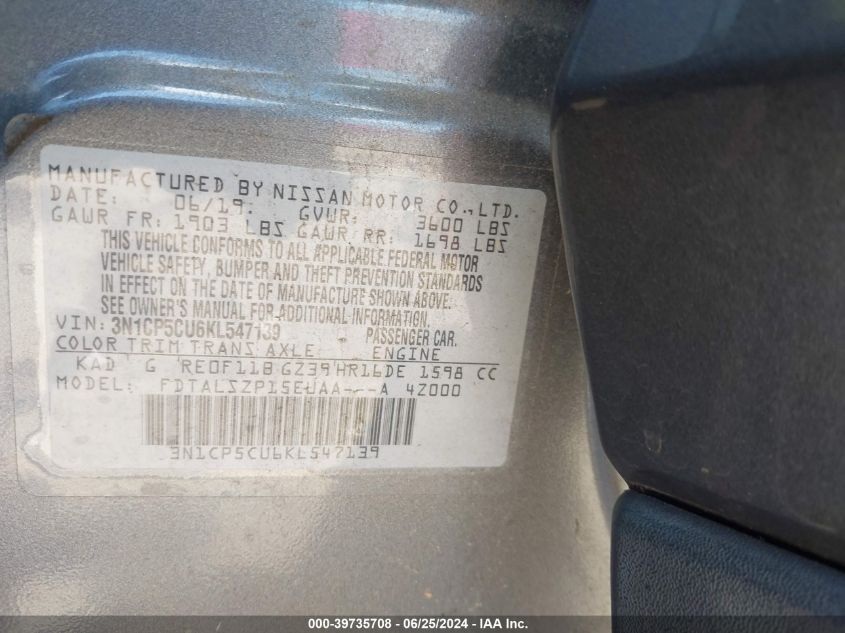 MANUFACTURED BY NISSAN MOTOR CO.,LTD.
DATE: 06/19. GVWR: 3600 LBS
GAWR FR: 1903 LBS GAWR RR: 1698 LBS
THIS VEHICLE CONFORMS TO ALL APPLICABLE FEDERAL MOTOR
VEHICLE SAFETY, BUMPER AND THEFT PREVENTION STANDARDS
IN EFFECT ON THE DATE OF MANUFACTURE SHOWN ABOVE.
SEE OWNER'S MANUAL FOR ADDITIONAL INFORMATION.
VIN: 3N1CP5CU6KL547139 PASSENGER CAR.
COLOR TRIM TRANS AXLE ENGINE
KAD G RE0F11B GZ39 HR16DE 1598 CC
MODEL: FDTALSZP15EUAA---A 4Z000
3N1CP5CU6KL547139
000-39735708 - 06/25/2024 - IAA Inc.